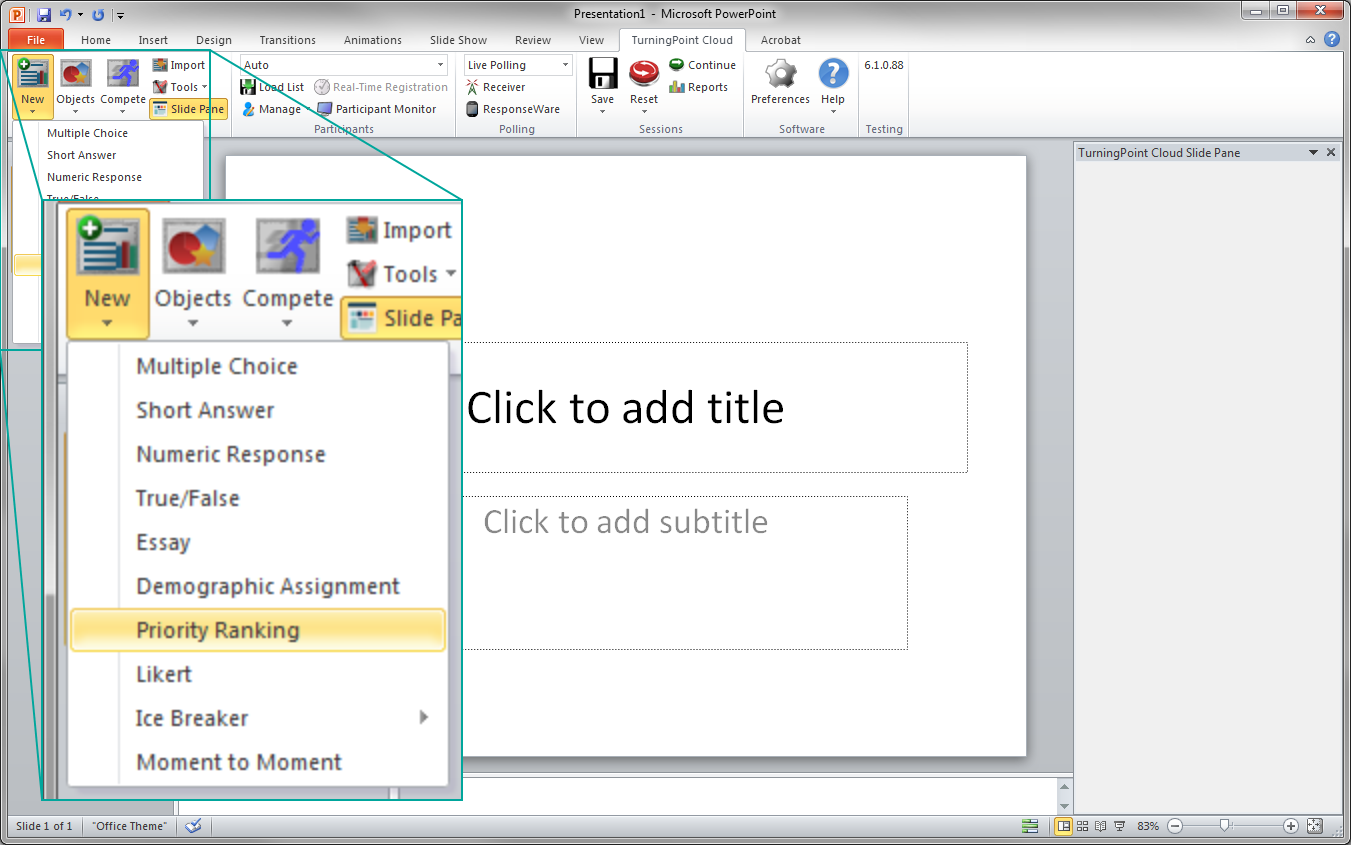 Presentation1 - Microsoft PowerPoint
File Home Insert Design Transitions Animations Slide Show Review View TurningPoint Cloud Acrobat
New Objects Compete Import Tools Slide Pane
Auto
Load List Real-Time Registration
Manage Participant Monitor
Participants
Live Polling
Receiver
ResponseWare
Polling
Save Reset Continue Reports
Sessions
Preferences Help
Software
6.1.0.88
Testing
Multiple Choice
Short Answer
Numeric Response
True/False
TurningPoint Cloud Slide Pane
Import
Tools
New Objects Compete
Slide Pa
Multiple Choice
Short Answer
Numeric Response
True/False
Essay
Demographic Assignment
Priority Ranking
Likert
Ice Breaker
Moment to Moment
Click to add title
Click to add subtitle
Slide 1 of 1 "Office Theme" 83%